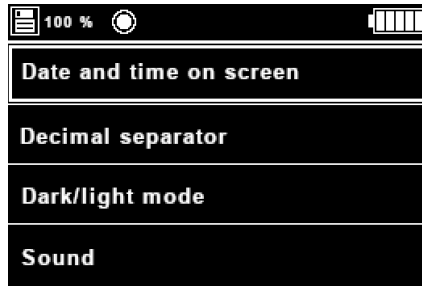 100 %
Date and time on screen
Decimal separator
Dark/light mode
Sound